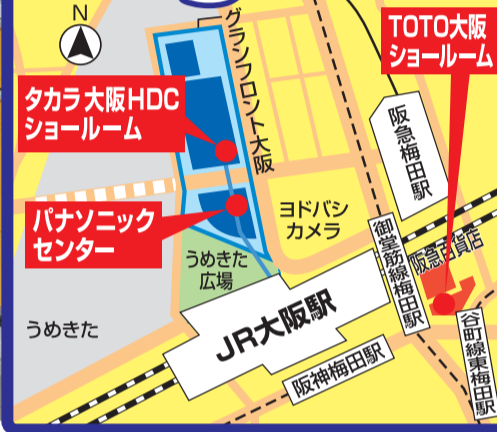 N
グランフロント大阪
TOTO大阪
ショールーム
タカラ大阪HDC
ショールーム
阪急梅田駅
パナソニック
センター
ヨドバシ
カメラ
御堂筋線梅田駅
阪急百貨店
うめきた
広場
うめきた
JR大阪駅
阪神梅田駅
谷町線東梅田駅